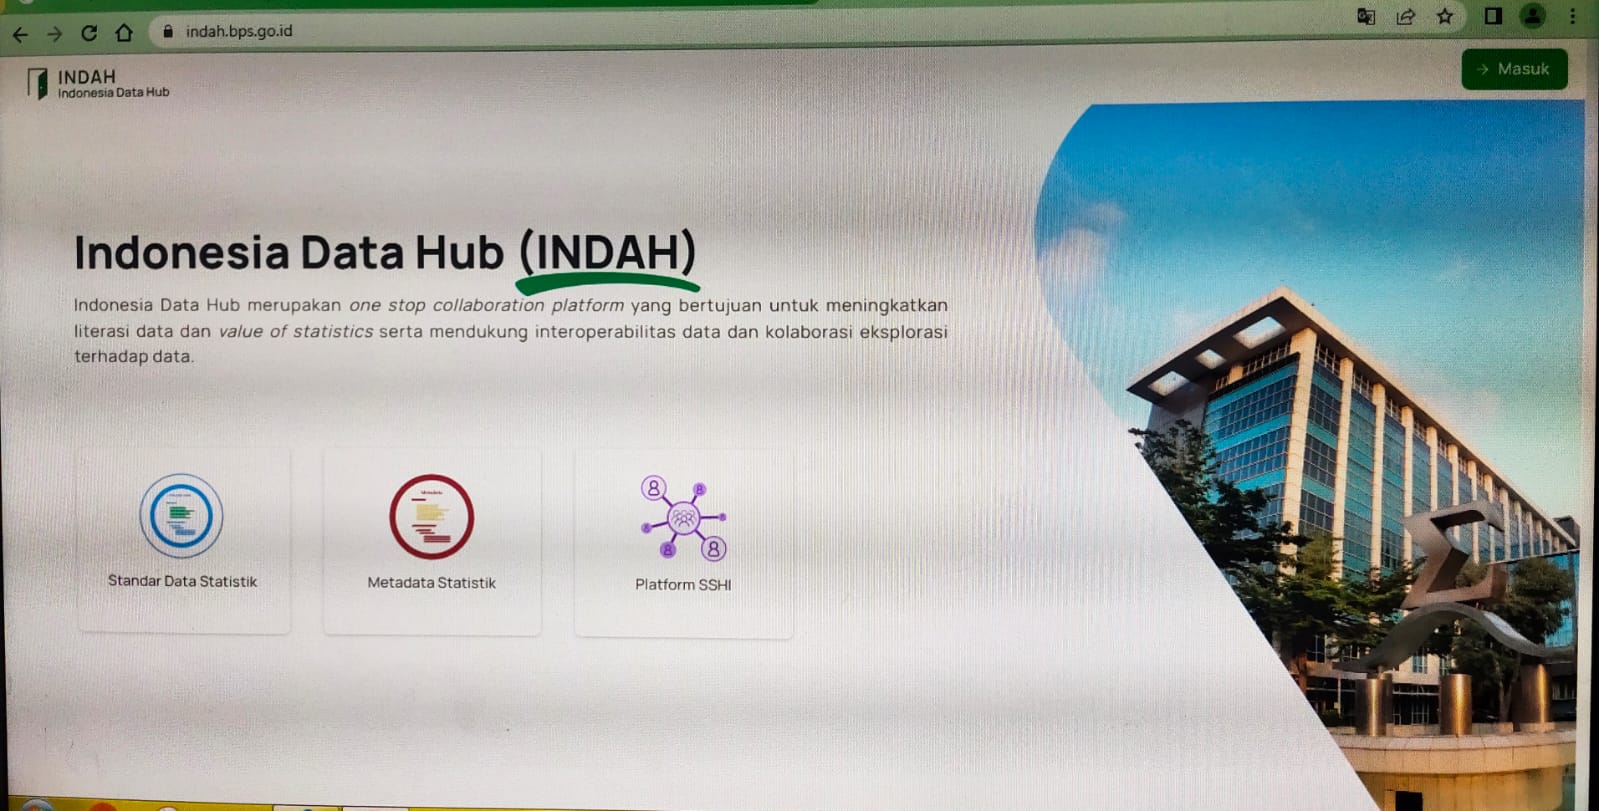 indah.bps.go.id
INDAH
Indonesia Data Hub
Masuk
Indonesia Data Hub (INDAH)
Indonesia Data Hub merupakan one stop collaboration platform yang bertujuan untuk meningkatkan
literasi data dan value of statistics serta mendukung interoperabilitas data dan kolaborasi eksplorasi
terhadap data.
Standar Data Statistik
Metadata Statistik
Platform SSHI